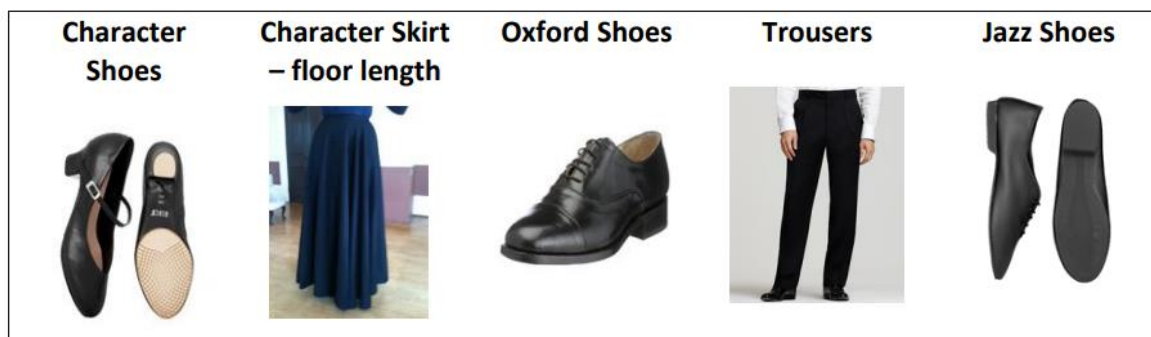 Character
Shoes
Character Skirt
– floor length
Oxford Shoes
Trousers
Jazz Shoes